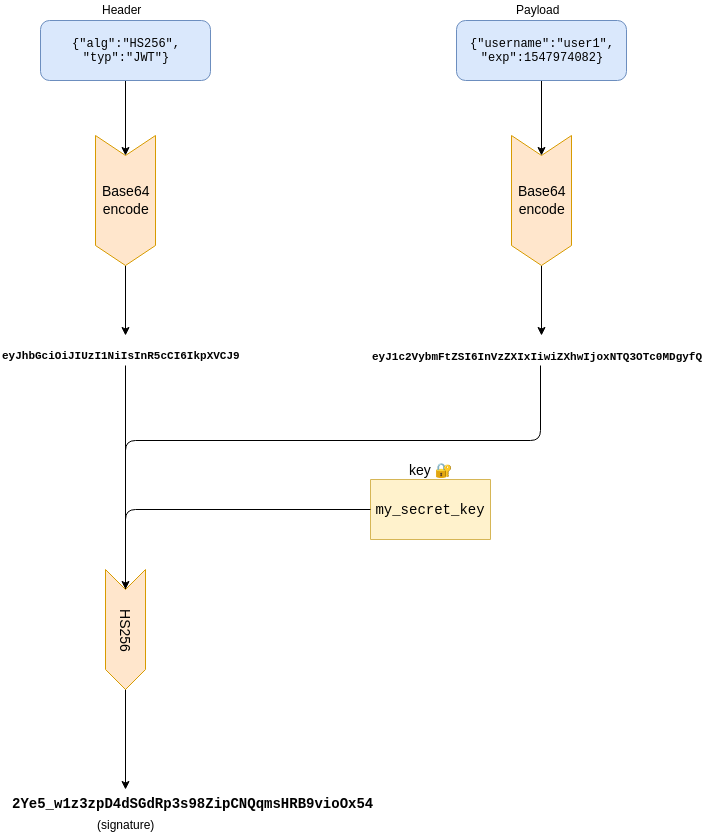 Header
Payload
{"alg":"HS256",
"typ":"JWT"}
{"username":"user1",
"exp":1547974082}
Base64
encode
Base64
encode
eyJhbGciOiJIUzI1NiIsInR5cCI6IkpXVCJ9
eyJ1c2VybmFtZSI6InVzZXIxIiwiZXhwIjoxNTQ3OTc0MDgyfQ
key 🔐
my_secret_key
HS256
2Ye5_w1z3zpD4dSGdRp3s98ZipCNQqmsHRB9vioOx54
(signature)